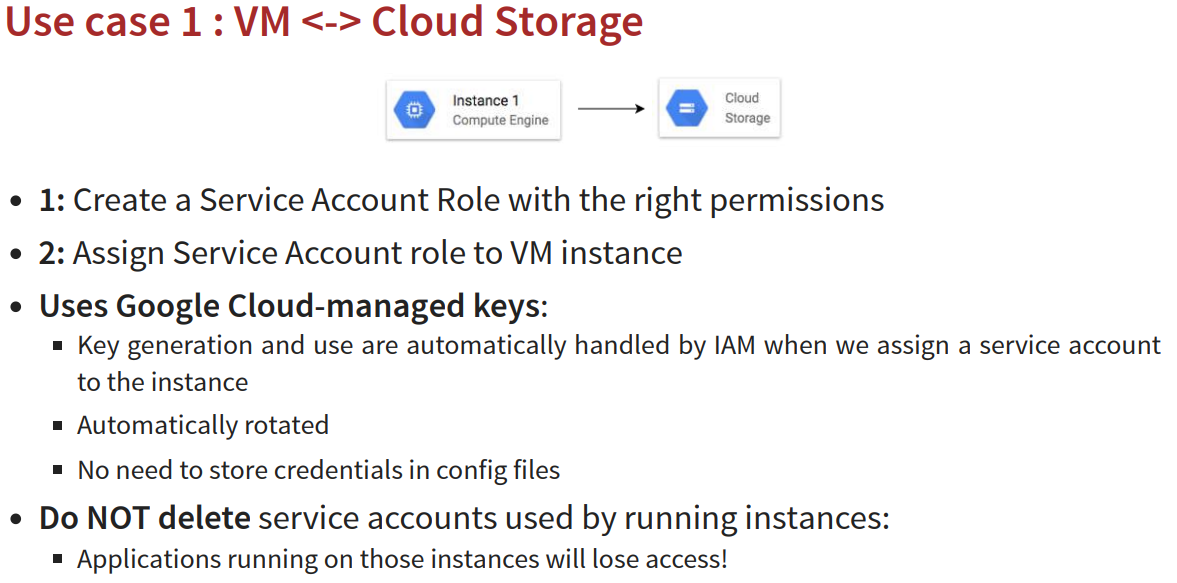 Use case 1 : VM <-> Cloud Storage
Instance 1
Compute Engine
Cloud
Storage
• 1: Create a Service Account Role with the right permissions
• 2: Assign Service Account role to VM instance
• Uses Google Cloud-managed keys:
▪ Key generation and use are automatically handled by IAM when we assign a service account
to the instance
▪ Automatically rotated
▪ No need to store credentials in config files
• Do NOT delete service accounts used by running instances:
▪ Applications running on those instances will lose access!